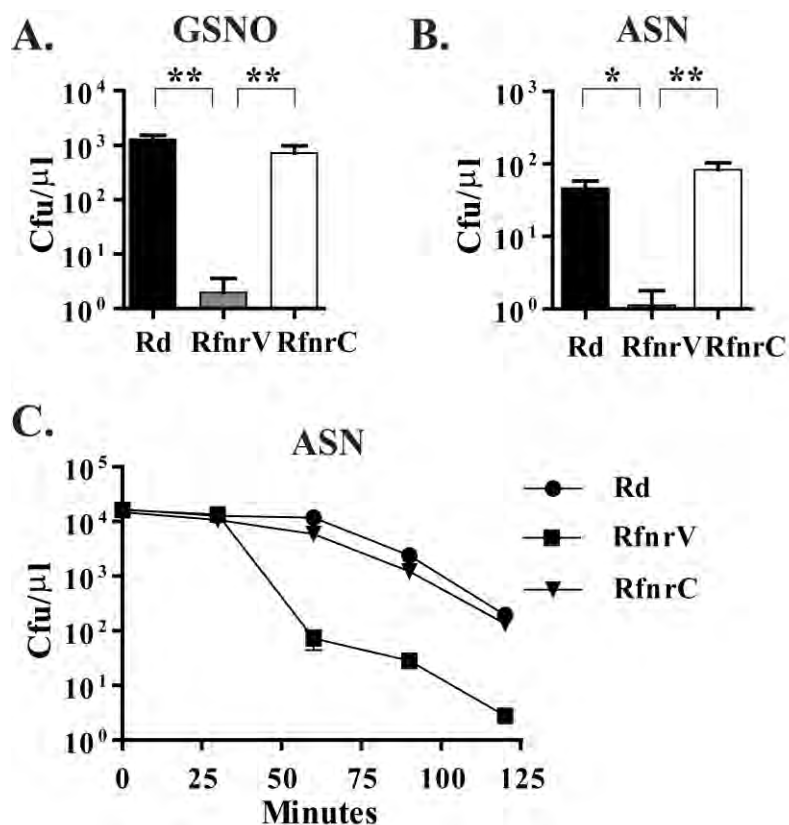 A.
GSNO
** **
Cfu/µl
10⁴
10³
10²
10¹
10⁰
Rd RfnrV RfnrC
B.
ASN
* **
Cfu/µl
10³
10²
10¹
10⁰
Rd RfnrV RfnrC
C.
ASN
Cfu/µl
10⁵
10⁴
10³
10²
10¹
10⁰
0 25 50 75 100 125
Minutes
Rd
RfnrV
RfnrC